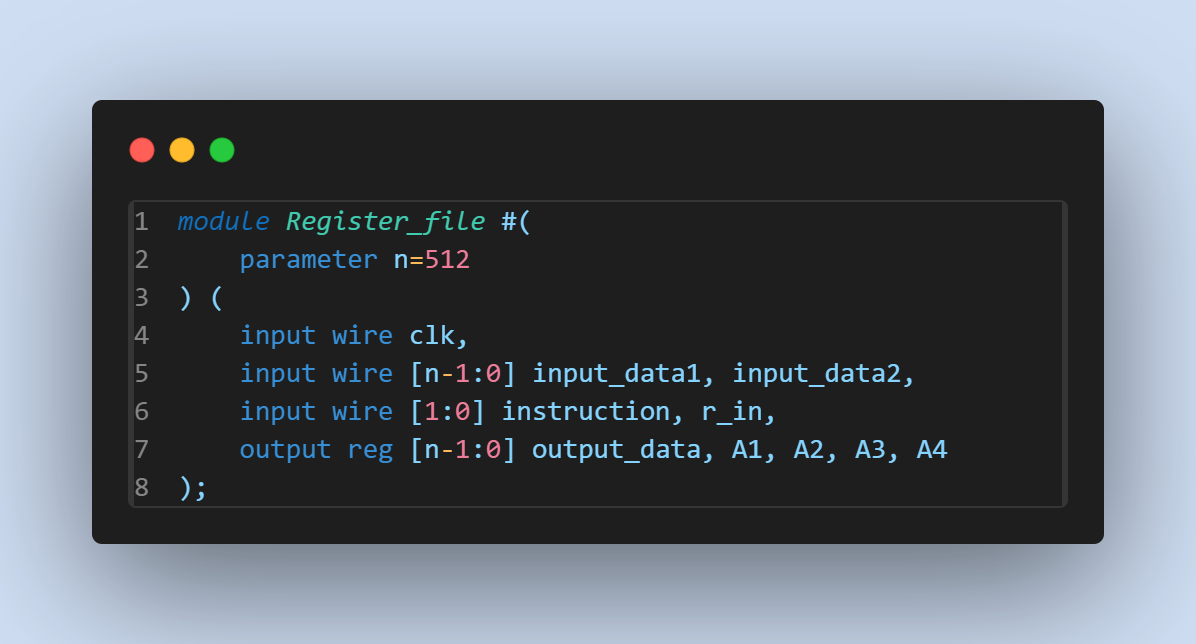 1 module Register_file #(
2     parameter n=512
3 ) (
4     input wire clk,
5     input wire [n-1:0] input_data1, input_data2,
6     input wire [1:0] instruction, r_in,
7     output reg [n-1:0] output_data, A1, A2, A3, A4
8 );